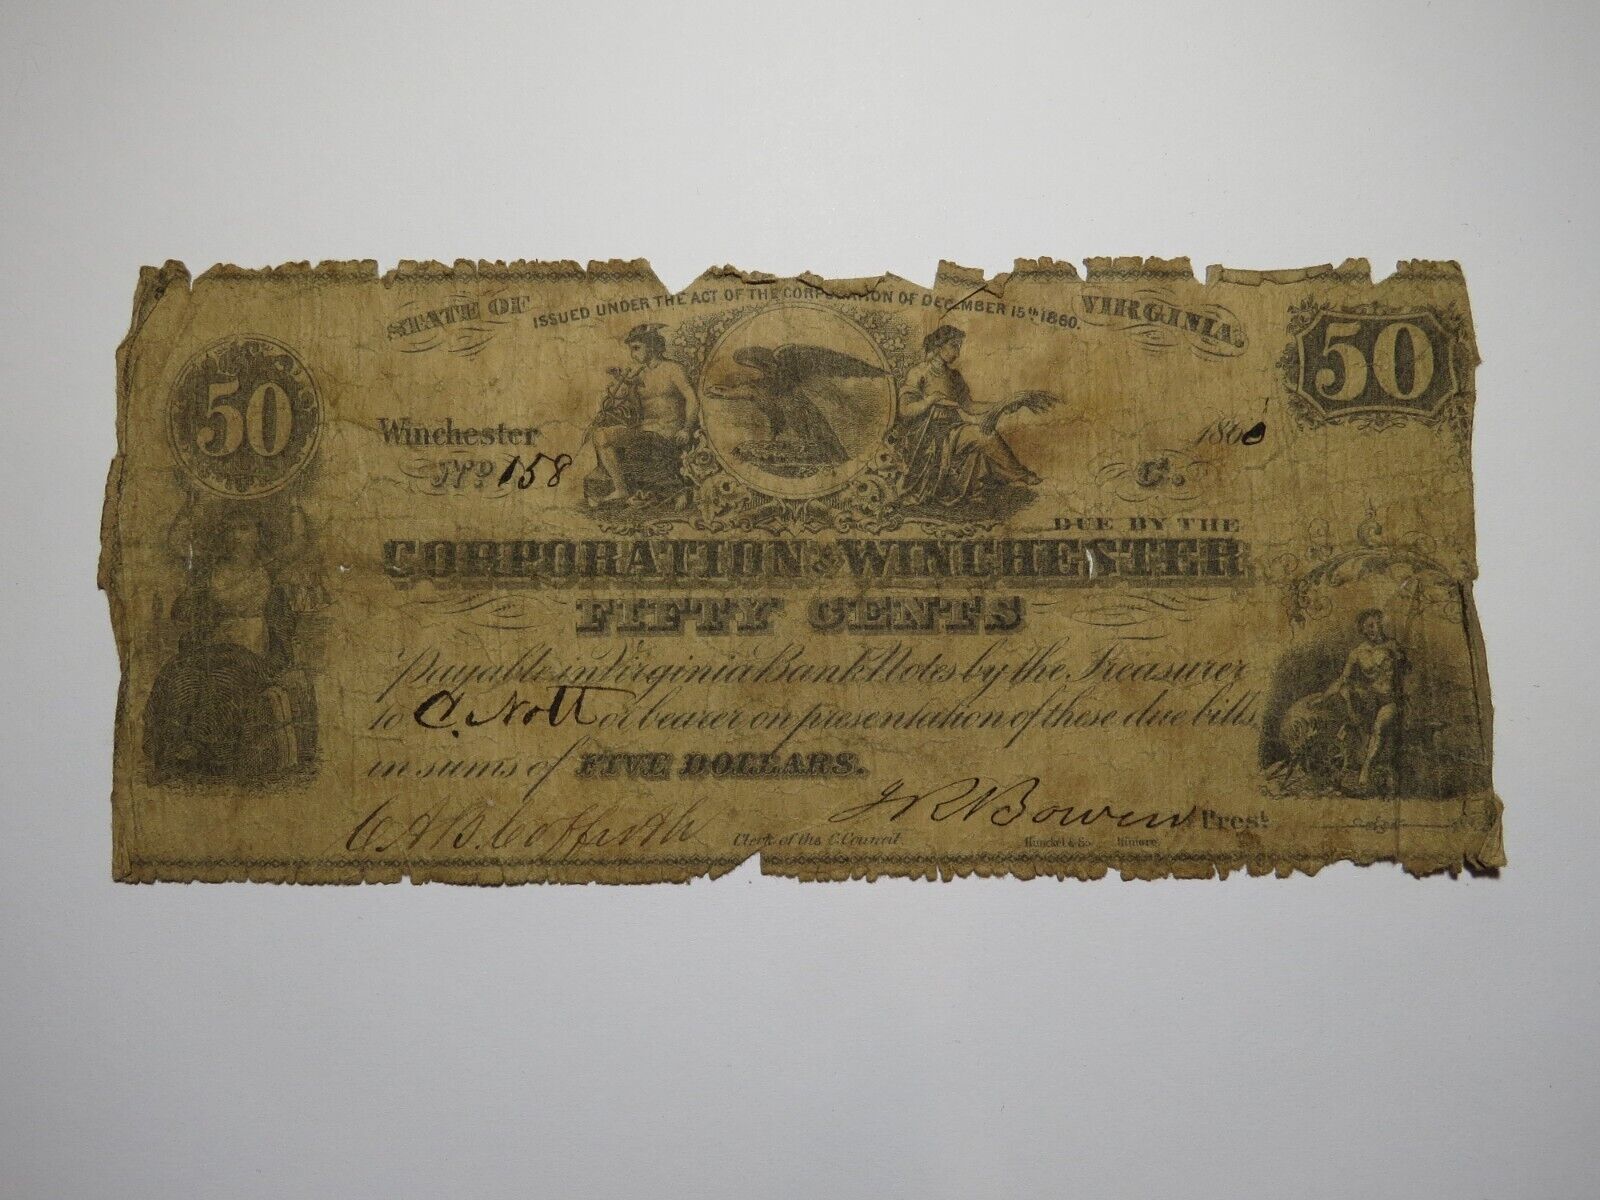 STATE OF ISSUED UNDER THE ACT OF THE CORPORATION OF DECEMBER 15th 1860. VIRGINIA.
50
50
Winchester 1860
No 158 C.
DUE BY THE
CORPORATION OF WINCHESTER
FIFTY CENTS
Payable in Virginia Bank Notes by the Treasurer
to C. Nott or bearer on presentation of these due bills,
in sums of FIVE DOLLARS.
C A B Coffroth Clerk of the C. Council J R Bowen Prest.